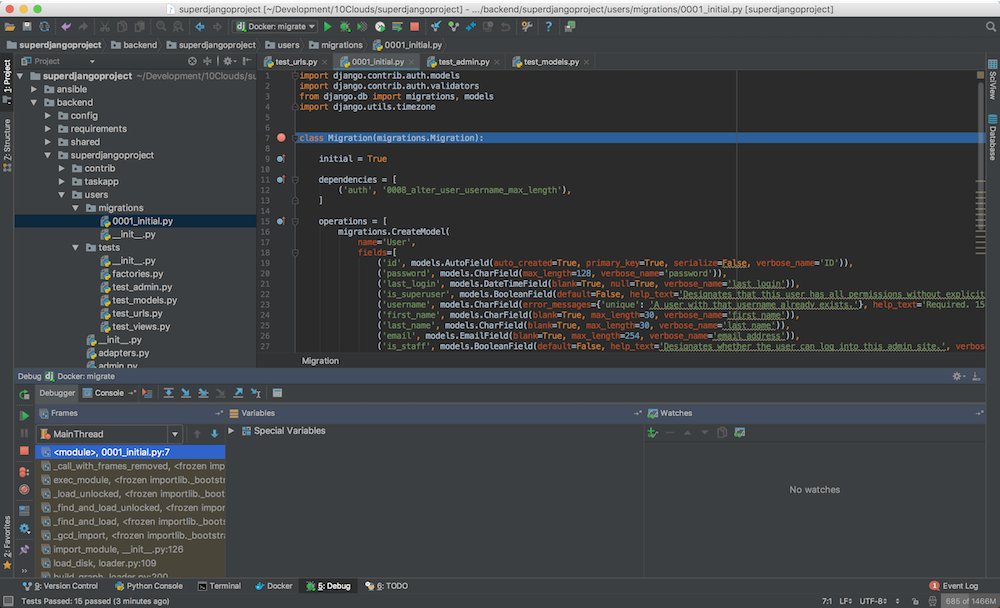 superdjangoproject [~/Development/10Clouds/superdjangoproject] - .../backend/superdjangoproject/users/migrations/0001_initial.py [superdjangoproject]
Docker: migrate
superdjangoproject backend superdjangoproject users migrations 0001_initial.py
Project
test_urls.py 0001_initial.py test_admin.py test_models.py
1: Project
Z: Structure
2: Favorites
superdjangoproject ~/Development/10Clouds/su
ansible
backend
config
requirements
shared
superdjangoproject
contrib
taskapp
users
migrations
0001_initial.py
__init__.py
tests
__init__.py
factories.py
test_admin.py
test_models.py
test_urls.py
test_views.py
__init__.py
adapters.py
admin.py
1 import django.contrib.auth.models
2 import django.contrib.auth.validators
3 from django.db import migrations, models
4 import django.utils.timezone
5
6
7 class Migration(migrations.Migration):
8
9 initial = True
10
11 dependencies = [
12 ('auth', '0008_alter_user_username_max_length'),
13 ]
14
15 operations = [
16 migrations.CreateModel(
17 name='User',
18 fields=[
19 ('id', models.AutoField(auto_created=True, primary_key=True, serialize=False, verbose_name='ID')),
20 ('password', models.CharField(max_length=128, verbose_name='password')),
21 ('last_login', models.DateTimeField(blank=True, null=True, verbose_name='last login')),
22 ('is_superuser', models.BooleanField(default=False, help_text='Designates that this user has all permissions without explicit
23 ('username', models.CharField(error_messages={'unique': 'A user with that username already exists.'}, help_text='Required. 15
24 ('first_name', models.CharField(blank=True, max_length=30, verbose_name='first name')),
25 ('last_name', models.CharField(blank=True, max_length=30, verbose_name='last name')),
26 ('email', models.EmailField(blank=True, max_length=254, verbose_name='email address')),
27 ('is_staff', models.BooleanField(default=False, help_text='Designates whether the user can log into this admin site.', verbos
Migration
SciView
Database
Debug Docker: migrate
Debugger Console
Frames Variables Watches
MainThread
Special Variables
No watches
<module>, 0001_initial.py:7
_call_with_frames_removed, <frozen imp
exec_module, <frozen importlib._bootstr
_load_unlocked, <frozen importlib._boot
_find_and_load_unlocked, <frozen import
_find_and_load, <frozen importlib._boots
_gcd_import, <frozen importlib._bootstra
import_module, __init__.py:126
load_disk, loader.py:109
build_graph, loader.py:200
9: Version Control Python Console Terminal Docker 5: Debug 6: TODO 1 Event Log
Tests Passed: 15 passed (3 minutes ago) 7:1 LF UTF-8 685 of 1466M